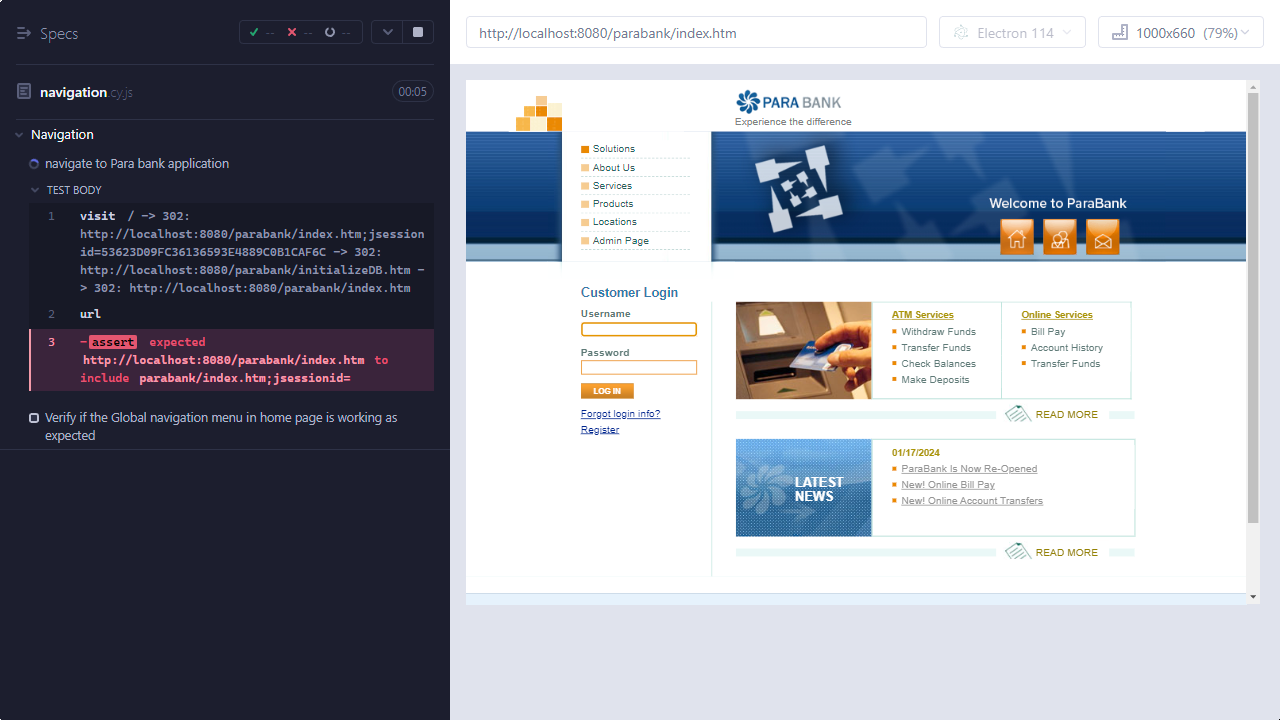 Specs
-- -- --
navigation.cy.js 00:05
Navigation
navigate to Para bank application
TEST BODY
1 visit / -> 302:
http://localhost:8080/parabank/index.htm;jsession
id=53623D09FC36136593E4889C0B1CAF6C -> 302:
http://localhost:8080/parabank/initializeDB.htm -
> 302: http://localhost:8080/parabank/index.htm
2 url
3 -assert expected
http://localhost:8080/parabank/index.htm to
include parabank/index.htm;jsessionid=
Verify if the Global navigation menu in home page is working as
expected
http://localhost:8080/parabank/index.htm
Electron 114
1000x660 (79%)
PARA BANK
Experience the difference
Solutions
About Us
Services
Products
Locations
Admin Page
Welcome to ParaBank
Customer Login
Username
Password
LOG IN
Forgot login info?
Register
ATM Services
Withdraw Funds
Transfer Funds
Check Balances
Make Deposits
Online Services
Bill Pay
Account History
Transfer Funds
READ MORE
LATEST
NEWS
01/17/2024
ParaBank Is Now Re-Opened
New! Online Bill Pay
New! Online Account Transfers
READ MORE